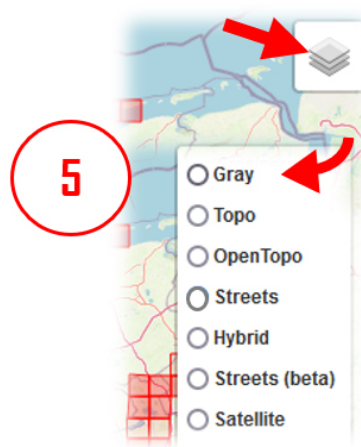 5
Gray
Topo
OpenTopo
Streets
Hybrid
Streets (beta)
Satellite